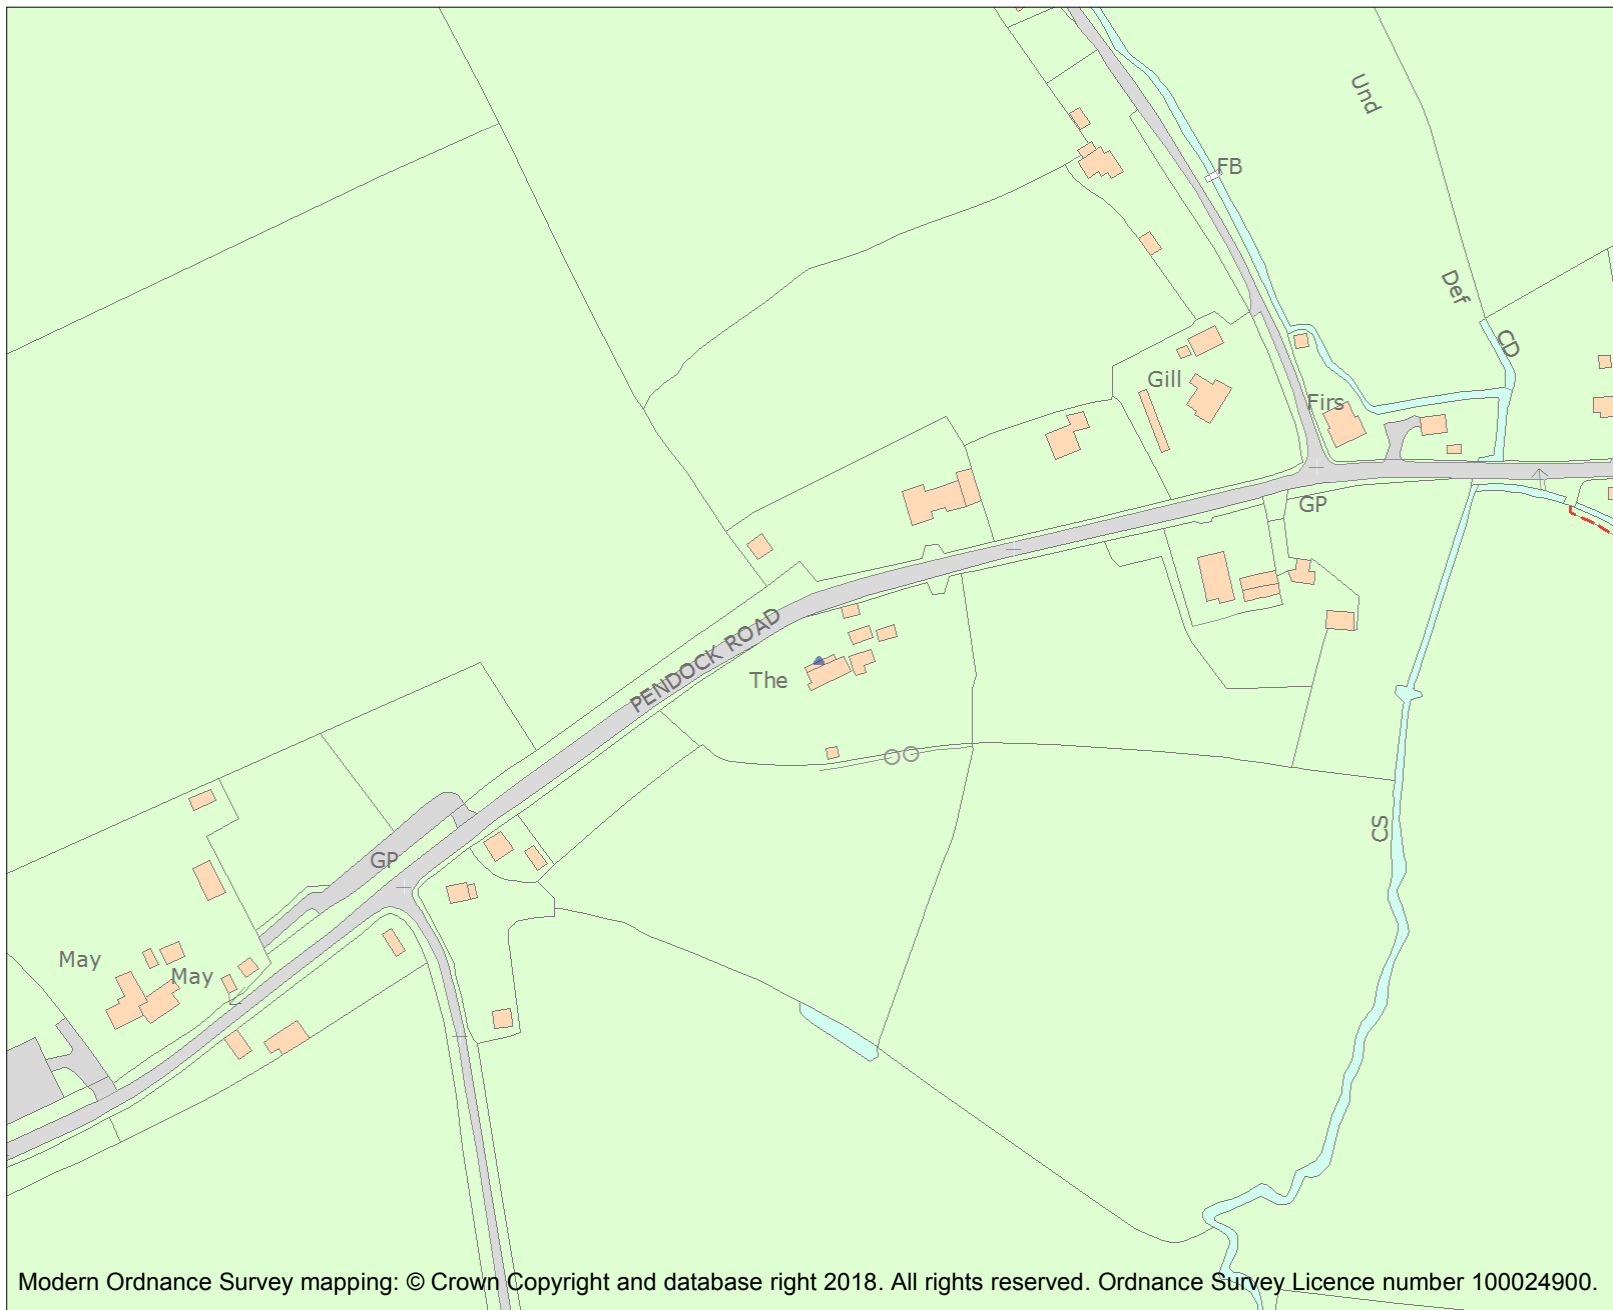 Und
FB
Def
CD
Gill
Firs
GP
PENDOCK ROAD
The
CS
GP
May
May
Modern Ordnance Survey mapping: © Crown Copyright and database right 2018. All rights reserved. Ordnance Survey Licence number 100024900.